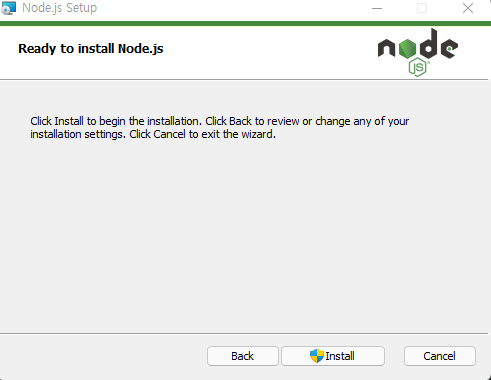 Node.js Setup
Ready to install Node.js
node
JS
Click Install to begin the installation. Click Back to review or change any of your
installation settings. Click Cancel to exit the wizard.
Back
Install
Cancel